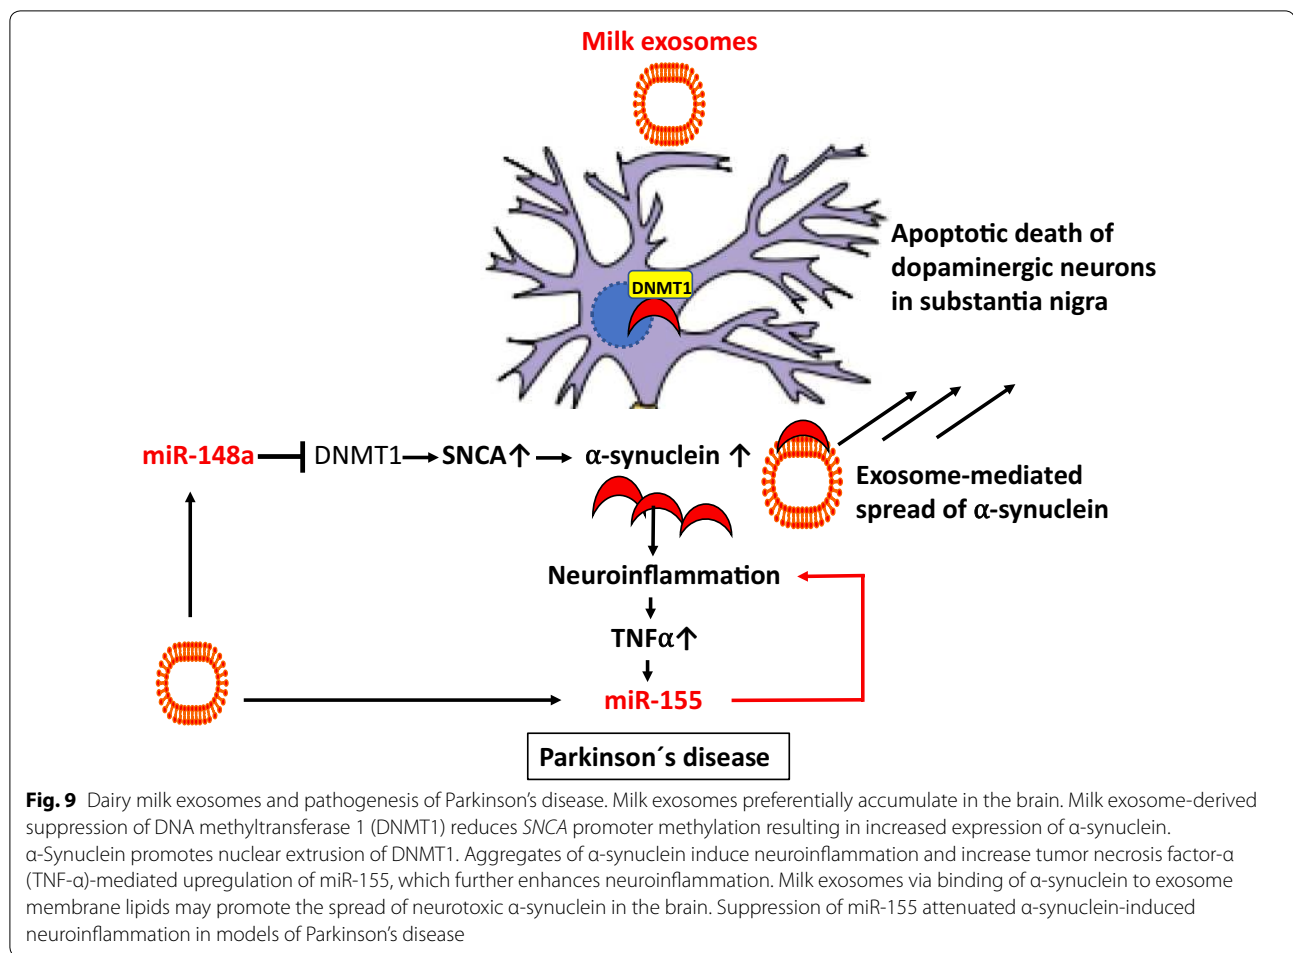 Milk exosomes
Apoptotic death of
dopaminergic neurons
in substantia nigra
DNMT1
miR-148a
DNMT1
SNCA↑
α-synuclein ↑
Exosome-mediated
spread of α-synuclein
Neuroinflammation
TNFα↑
miR-155
Parkinson´s disease
Fig. 9 Dairy milk exosomes and pathogenesis of Parkinson’s disease. Milk exosomes preferentially accumulate in the brain. Milk exosome-derived
suppression of DNA methyltransferase 1 (DNMT1) reduces SNCA promoter methylation resulting in increased expression of α-synuclein.
α-Synuclein promotes nuclear extrusion of DNMT1. Aggregates of α-synuclein induce neuroinflammation and increase tumor necrosis factor-α
(TNF-α)-mediated upregulation of miR-155, which further enhances neuroinflammation. Milk exosomes via binding of α-synuclein to exosome
membrane lipids may promote the spread of neurotoxic α-synuclein in the brain. Suppression of miR-155 attenuated α-synuclein-induced
neuroinflammation in models of Parkinson’s disease